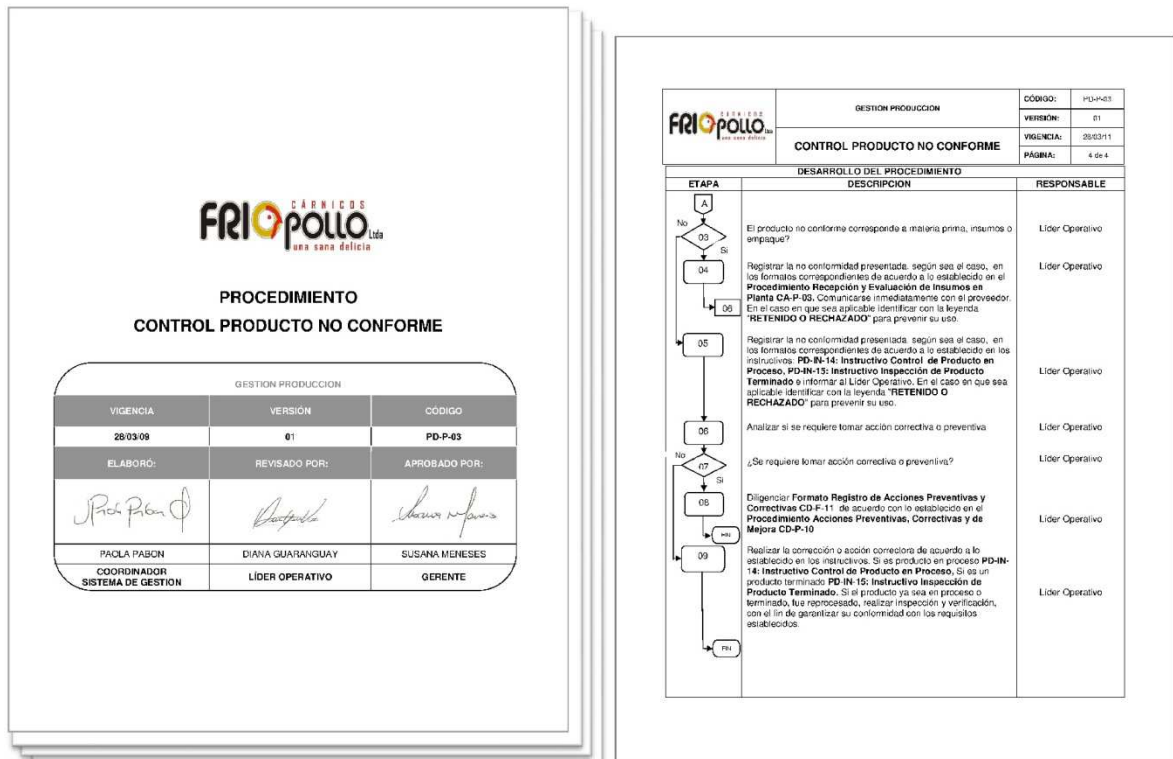 CÁRNICOS
FRIOPOLLO Ltda
una sana delicia
PROCEDIMIENTO
CONTROL PRODUCTO NO CONFORME
GESTION PRODUCCION
VIGENCIA VERSIÓN CÓDIGO
28/03/09 01 PD-P-03
ELABORÓ: REVISADO POR: APROBADO POR:
PAOLA PABON DIANA GUARANGUAY SUSANA MENESES
COORDINADOR
SISTEMA DE GESTION LÍDER OPERATIVO GERENTE
CÁRNICOS
FRIOPOLLO Ltda
una sana delicia
GESTION PRODUCCION
CONTROL PRODUCTO NO CONFORME
CÓDIGO: PD-P-03
VERSIÓN: 01
VIGENCIA: 28/03/11
PÁGINA: 4 de 4
DESARROLLO DEL PROCEDIMIENTO
ETAPA DESCRIPCION RESPONSABLE
A
No
03
Si
El producto no conforme corresponde a materia prima, insumos o
empaque?
Líder Operativo
04
06
Registrar la no conformidad presentada, según sea el caso, en
los formatos correspondientes de acuerdo a lo establecido en el
Procedimiento Recepción y Evaluación de Insumos en
Planta CA-P-03. Comunicarse inmediatamente con el proveedor.
En el caso en que sea aplicable identificar con la leyenda
"RETENIDO O RECHAZADO" para prevenir su uso.
Líder Operativo
05
Registrar la no conformidad presentada, según sea el caso, en
los formatos correspondientes de acuerdo a lo establecido en los
instructivos: PD-IN-14: Instructivo Control de Producto en
Proceso, PD-IN-15: Instructivo Inspección de Producto
Terminado e informar al Líder Operativo. En el caso en que sea
aplicable identificar con la leyenda "RETENIDO O
RECHAZADO" para prevenir su uso.
Líder Operativo
06
Analizar si se requiere tomar acción correctiva o preventiva
Líder Operativo
No
07
Si
¿Se requiere tomar acción correctiva o preventiva?
Líder Operativo
08
FIN
Diligenciar Formato Registro de Acciones Preventivas y
Correctivas CD-F-11 de acuerdo con lo establecido en el
Procedimiento Acciones Preventivas, Correctivas y de
Mejora CD-P-10
Líder Operativo
09
Realizar la corrección o acción correctora de acuerdo a lo
establecido en los instructivos. Si es producto en proceso PD-IN-
14: Instructivo Control de Producto en Proceso, Si es un
producto terminado PD-IN-15: Instructivo Inspección de
Producto Terminado. Si el producto ya sea en proceso o
terminado, fue reprocesado, realizar inspección y verificación,
con el fin de garantizar su conformidad con los requisitos
establecidos.
Líder Operativo
FIN